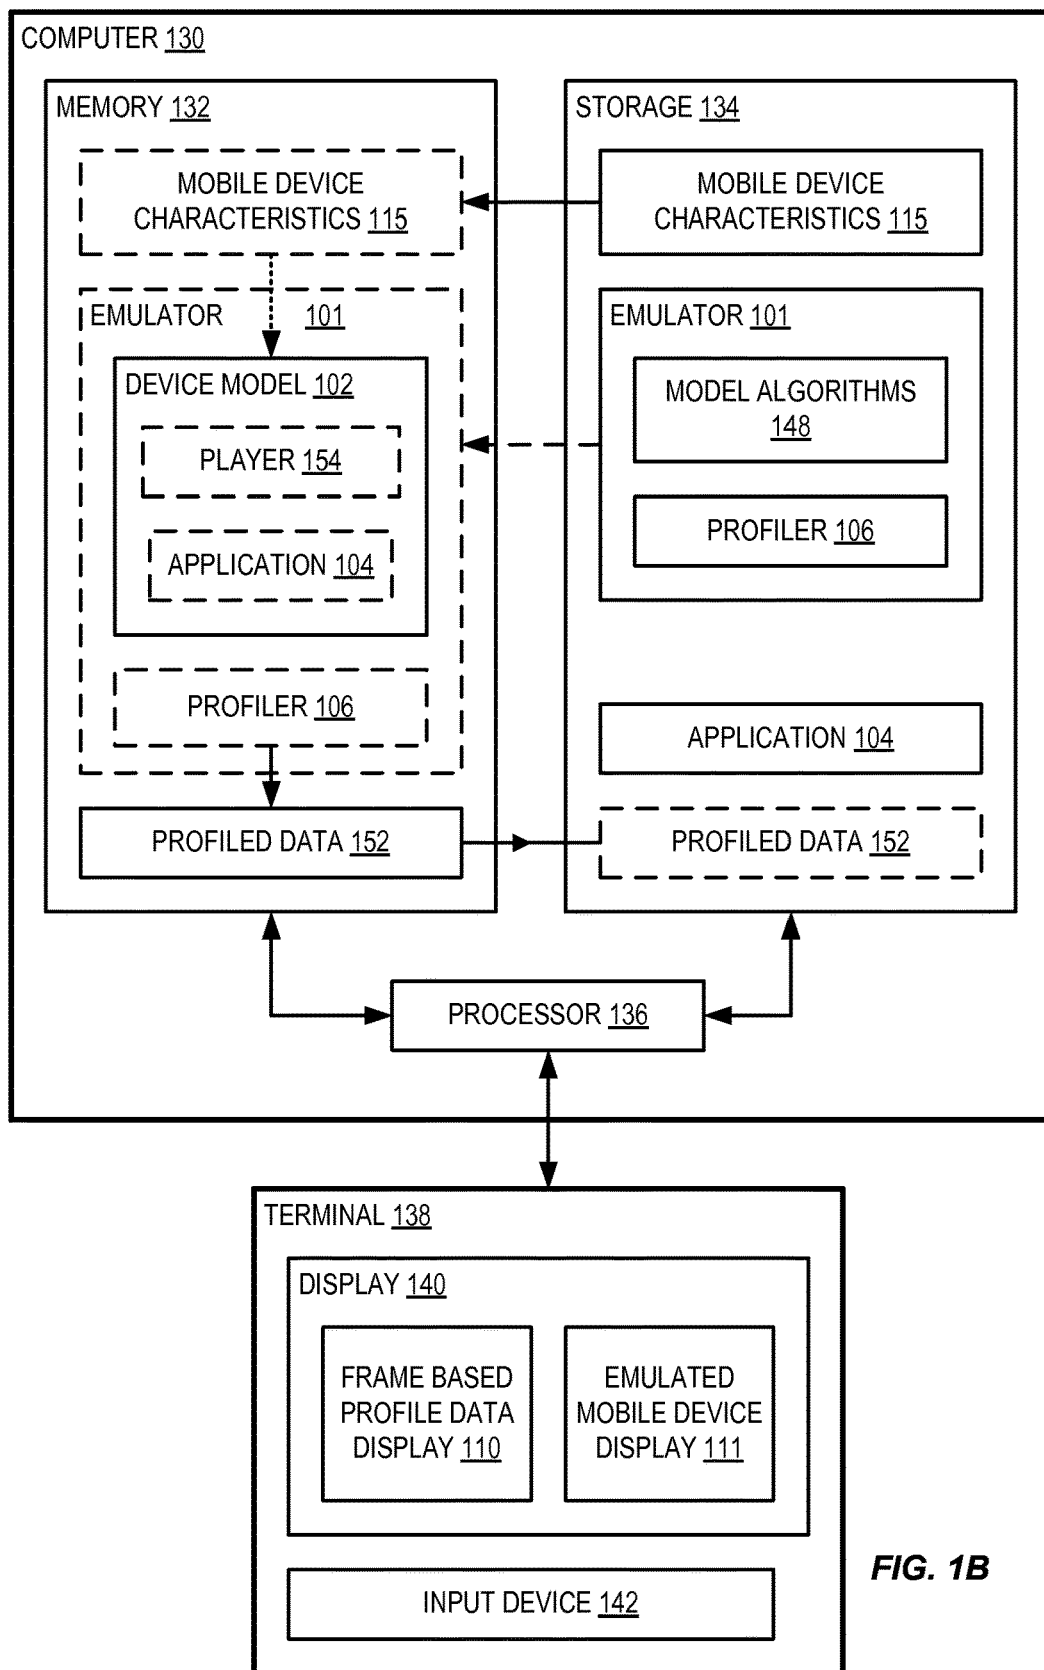 COMPUTER 130
MEMORY 132
MOBILE DEVICE
CHARACTERISTICS 115
EMULATOR 101
DEVICE MODEL 102
PLAYER 154
APPLICATION 104
PROFILER 106
PROFILED DATA 152
STORAGE 134
MOBILE DEVICE
CHARACTERISTICS 115
EMULATOR 101
MODEL ALGORITHMS
148
PROFILER 106
APPLICATION 104
PROFILED DATA 152
PROCESSOR 136
TERMINAL 138
DISPLAY 140
FRAME BASED
PROFILE DATA
DISPLAY 110
EMULATED
MOBILE DEVICE
DISPLAY 111
INPUT DEVICE 142
FIG. 1B